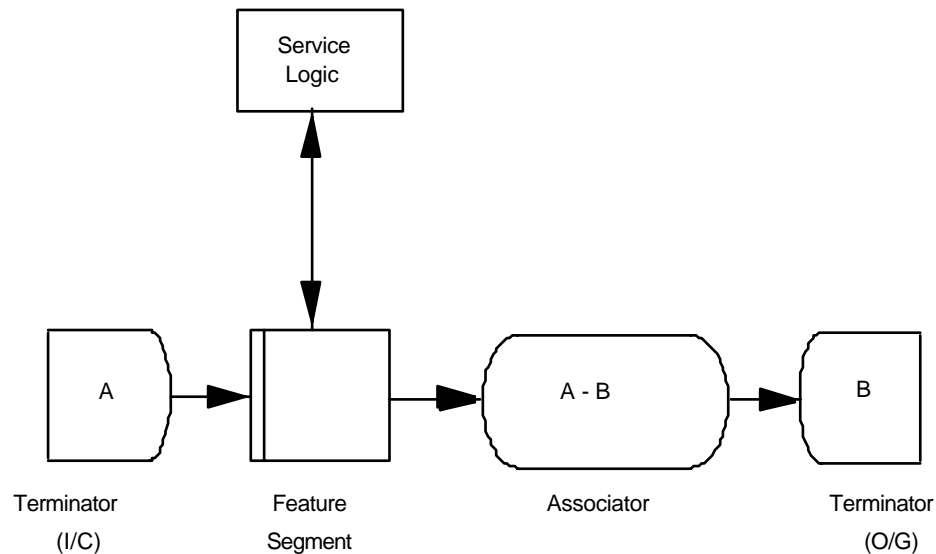 Service
Logic
A
A - B
B
Terminator
(I/C)
Feature
Segment
Associator
Terminator
(O/G)